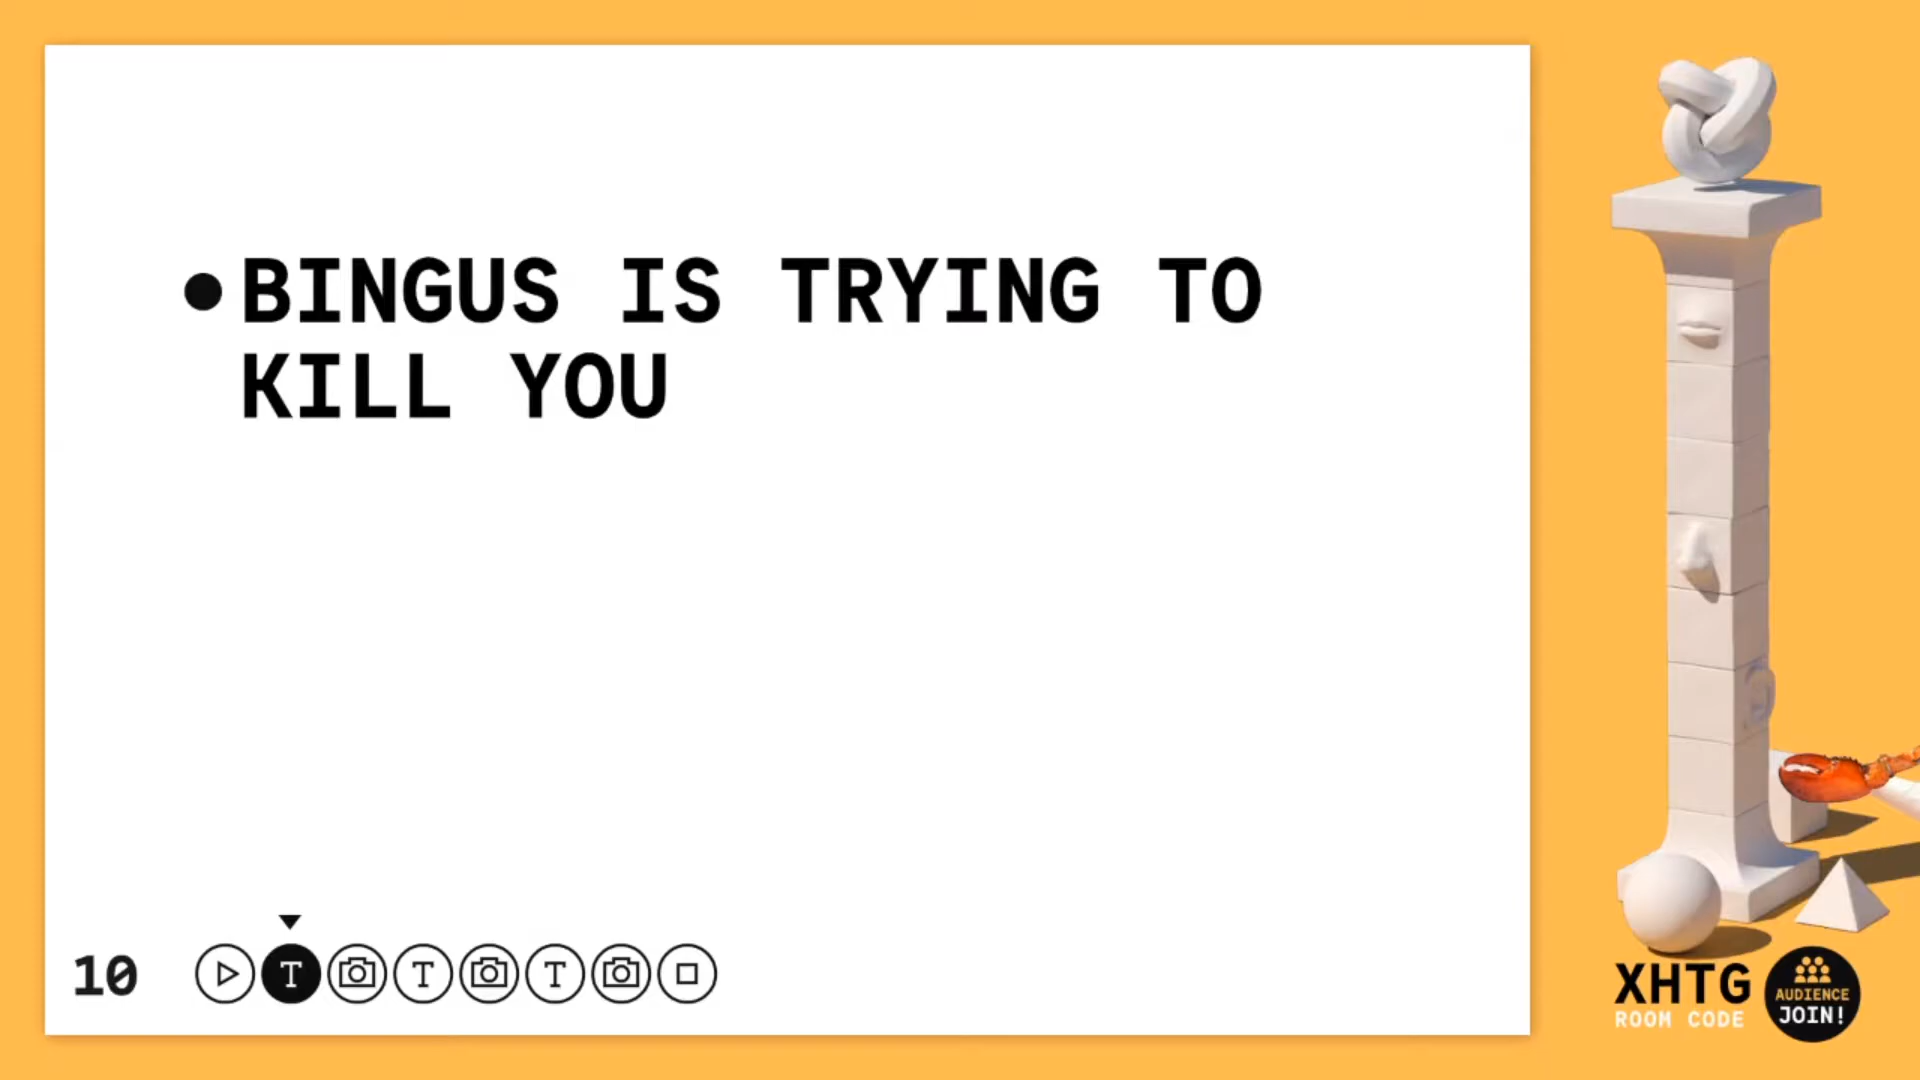 ●BINGUS IS TRYING TO
KILL YOU
10
T T T
XHTG
ROOM CODE
AUDIENCE
JOIN!